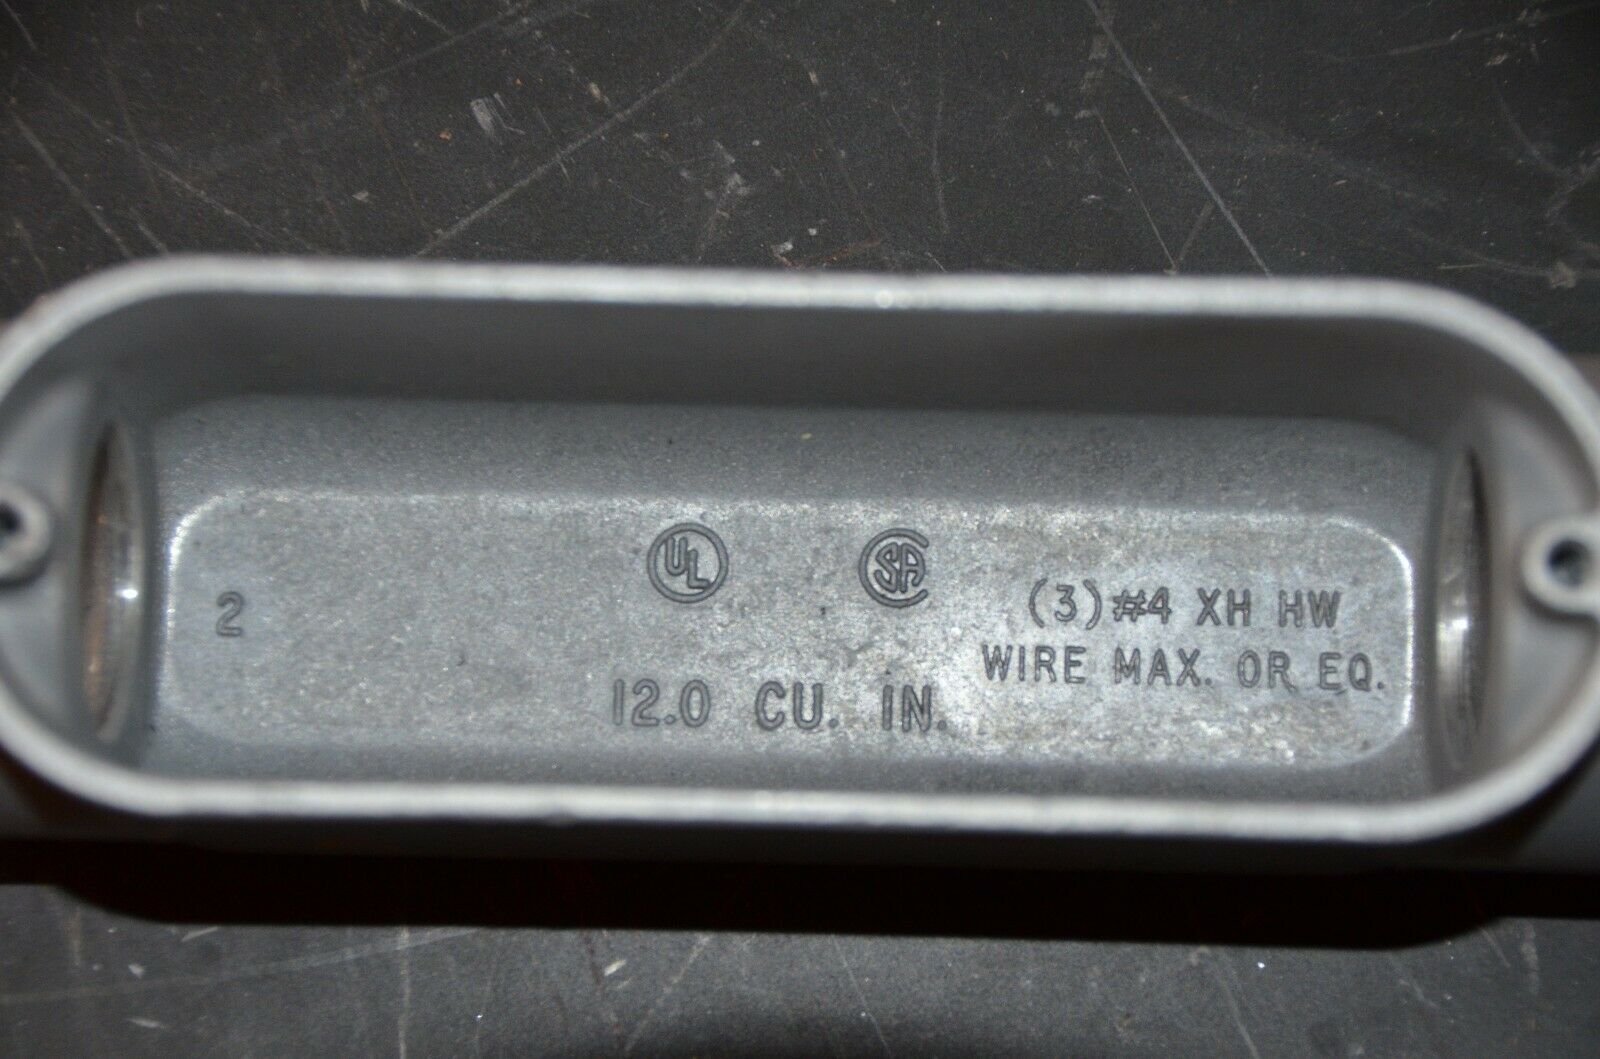 2
UL
SA
12.0 CU. IN.
(3) #4 XH HW
WIRE MAX. OR EQ.